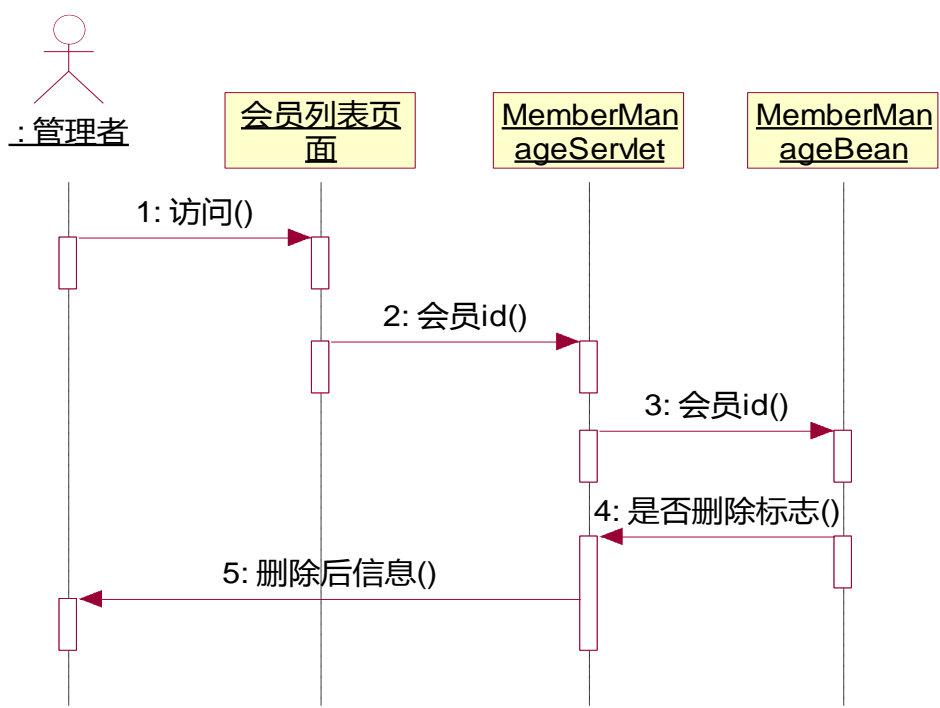 : 管理者
会员列表页
面
MemberMan
ageServlet
MemberMan
ageBean
1: 访问()
2: 会员id()
3: 会员id()
4: 是否删除标志()
5: 删除后信息()